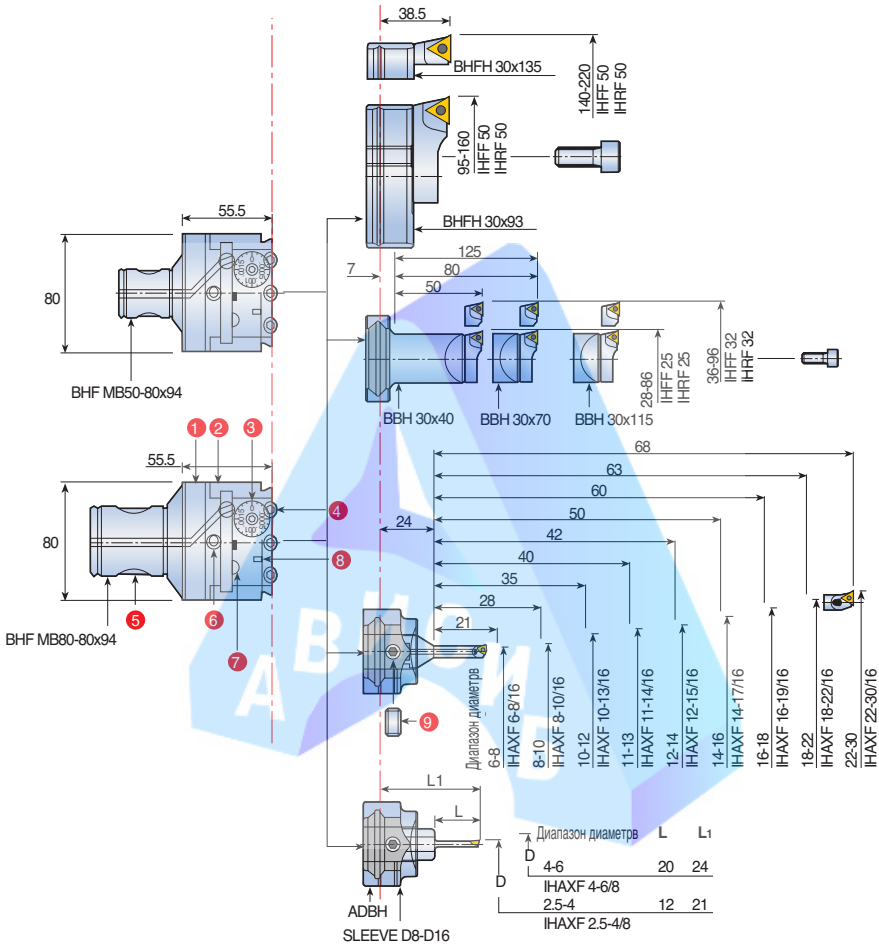 38.5
BHFH 30x135
140-220
IHFF 50
IHRF 50
95-160
IHFF 50
IHRF 50
55.5
80
BHFH 30x93
125
7
80
50
BHF MB50-80x94
36-96
IHFF 32
IHRF 32
28-86
IHFF 25
IHRF 25
BBH 30x40
BBH 30x70
BBH 30x115
1
2
3
55.5
68
63
60
4
50
24
42
80
8
40
35
5
6
28
BHF MB80-80x94
21
7
9
Диапазон диаметрв
6-8
IHAXF 6-8/16
8-10
IHAXF 8-10/16
10-12
IHAXF 10-13/16
11-13
IHAXF 11-14/16
12-14
IHAXF 12-15/16
14-16
IHAXF 14-17/16
16-18
IHAXF 16-19/16
18-22
IHAXF 18-22/16
22-30
IHAXF 22-30/16
АВИСИБ
L1
L
Диапазон диаметрв L L1
D
D
4-6 20 24
IHAXF 4-6/8
2.5-4 12 21
IHAXF 2.5-4/8
ADBH
SLEEVE D8-D16